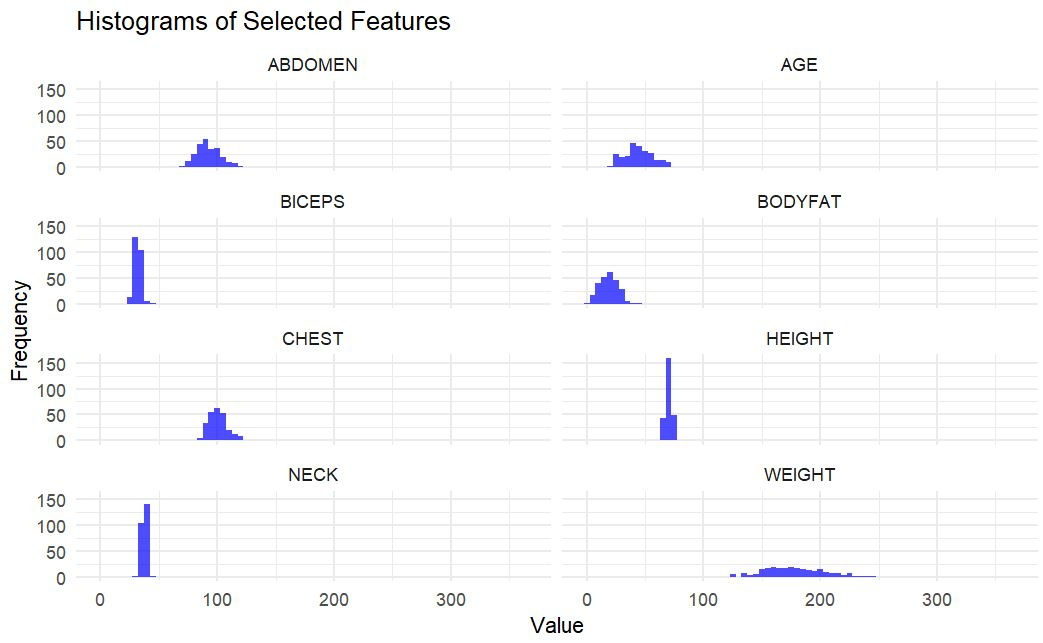 Histograms of Selected Features
ABDOMEN
AGE
150
100
50
0
BICEPS
BODYFAT
150
100
50
0
CHEST
HEIGHT
150
100
50
0
NECK
WEIGHT
150
100
50
0
0 100 200 300
0 100 200 300
Value
Frequency